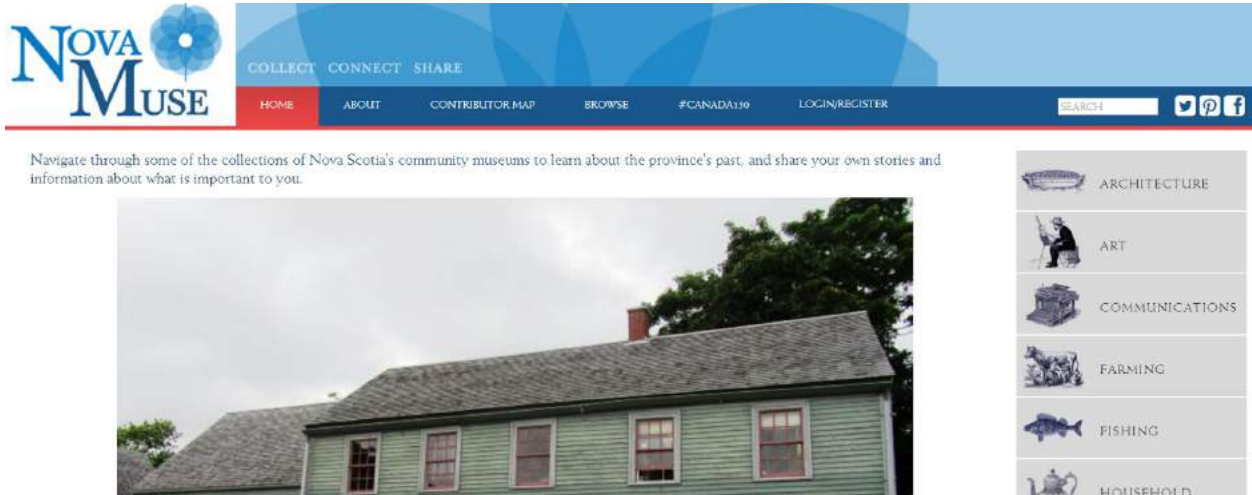 NOVA
MUSE
COLLECT CONNECT SHARE
HOME ABOUT CONTRIBUTOR MAP BROWSE #CANADA150 LOGIN/REGISTER SEARCH
Navigate through some of the collections of Nova Scotia's community museums to learn about the province's past, and share your own stories and
information about what is important to you.
ARCHITECTURE
ART
COMMUNICATIONS
FARMING
FISHING
HOUSEHOLD